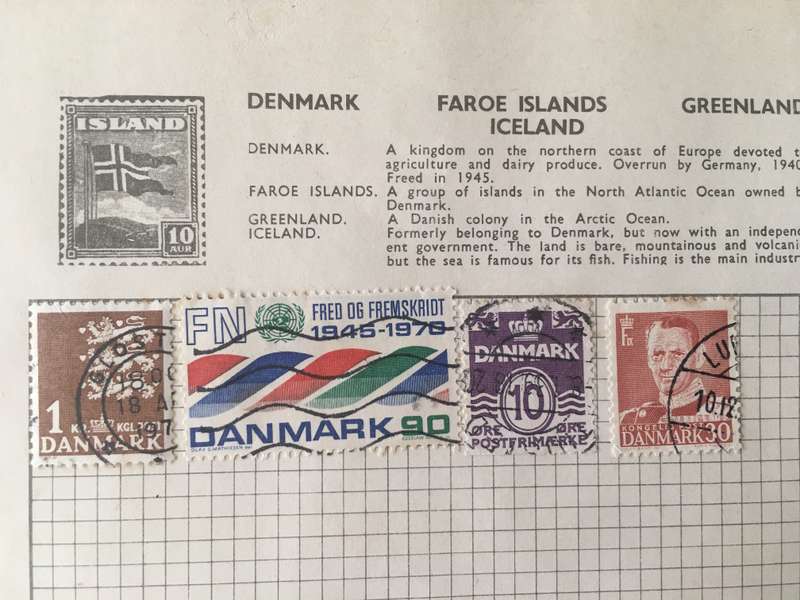 DENMARK FAROE ISLANDS GREENLAND
ICELAND
DENMARK. A kingdom on the northern coast of Europe devoted t
agriculture and dairy produce. Overrun by Germany, 1940
Freed in 1945.
FAROE ISLANDS. A group of islands in the North Atlantic Ocean owned b
Denmark.
GREENLAND. A Danish colony in the Arctic Ocean.
ICELAND. Formerly belonging to Denmark, but now with an independ-
ent government. The land is bare, mountainous and volcani
but the sea is famous for its fish. Fishing is the main industr
ISLAND
10
AUR
1
DANMARK
FN FRED OG FREMSKRIDT
1945-1970
DANMARK 90
DANMARK
10
ØRE ØRE
POSTFRIMÆRKE
DANMARK 30
10.12.